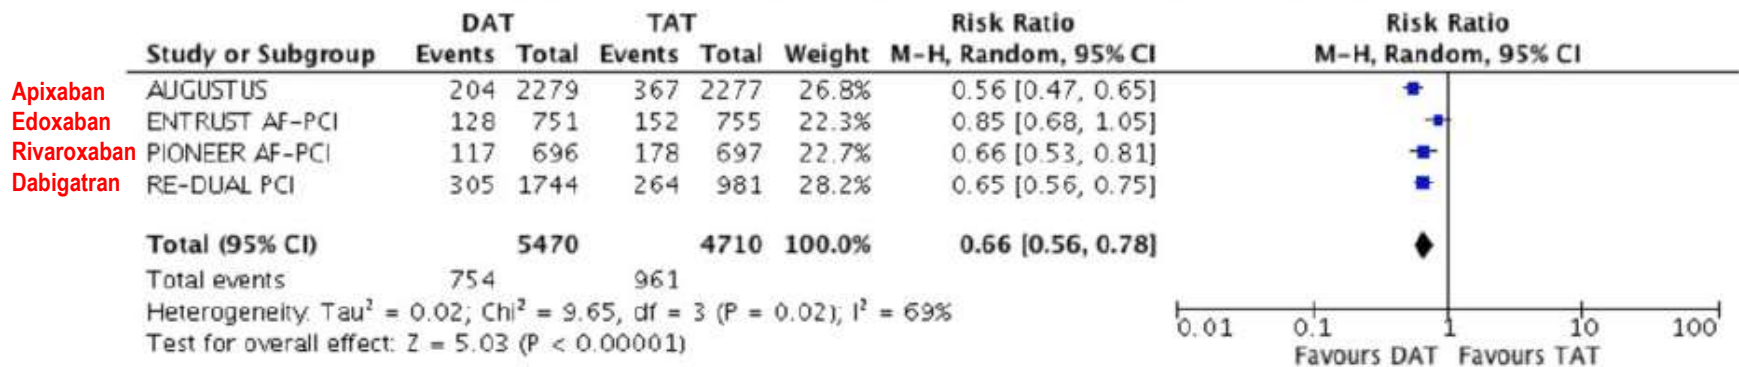 DAT TAT Risk Ratio Risk Ratio
Study or Subgroup Events Total Events Total Weight M-H, Random, 95% CI M-H, Random, 95% CI
Apixaban AUGUSTUS 204 2279 367 2277 26.8% 0.56 [0.47, 0.65]
Edoxaban ENTRUST AF-PCI 128 751 152 755 22.3% 0.85 [0.68, 1.05]
Rivaroxaban PIONEER AF-PCI 117 696 178 697 22.7% 0.66 [0.53, 0.81]
Dabigatran RE-DUAL PCI 305 1744 264 981 28.2% 0.65 [0.56, 0.75]
Total (95% CI) 5470 4710 100.0% 0.66 [0.56, 0.78]
Total events 754 961
Heterogeneity: Tau² = 0.02; Chi² = 9.65, df = 3 (P = 0.02); I² = 69%
Test for overall effect: Z = 5.03 (P < 0.00001)
0.01 0.1 1 10 100
Favours DAT Favours TAT